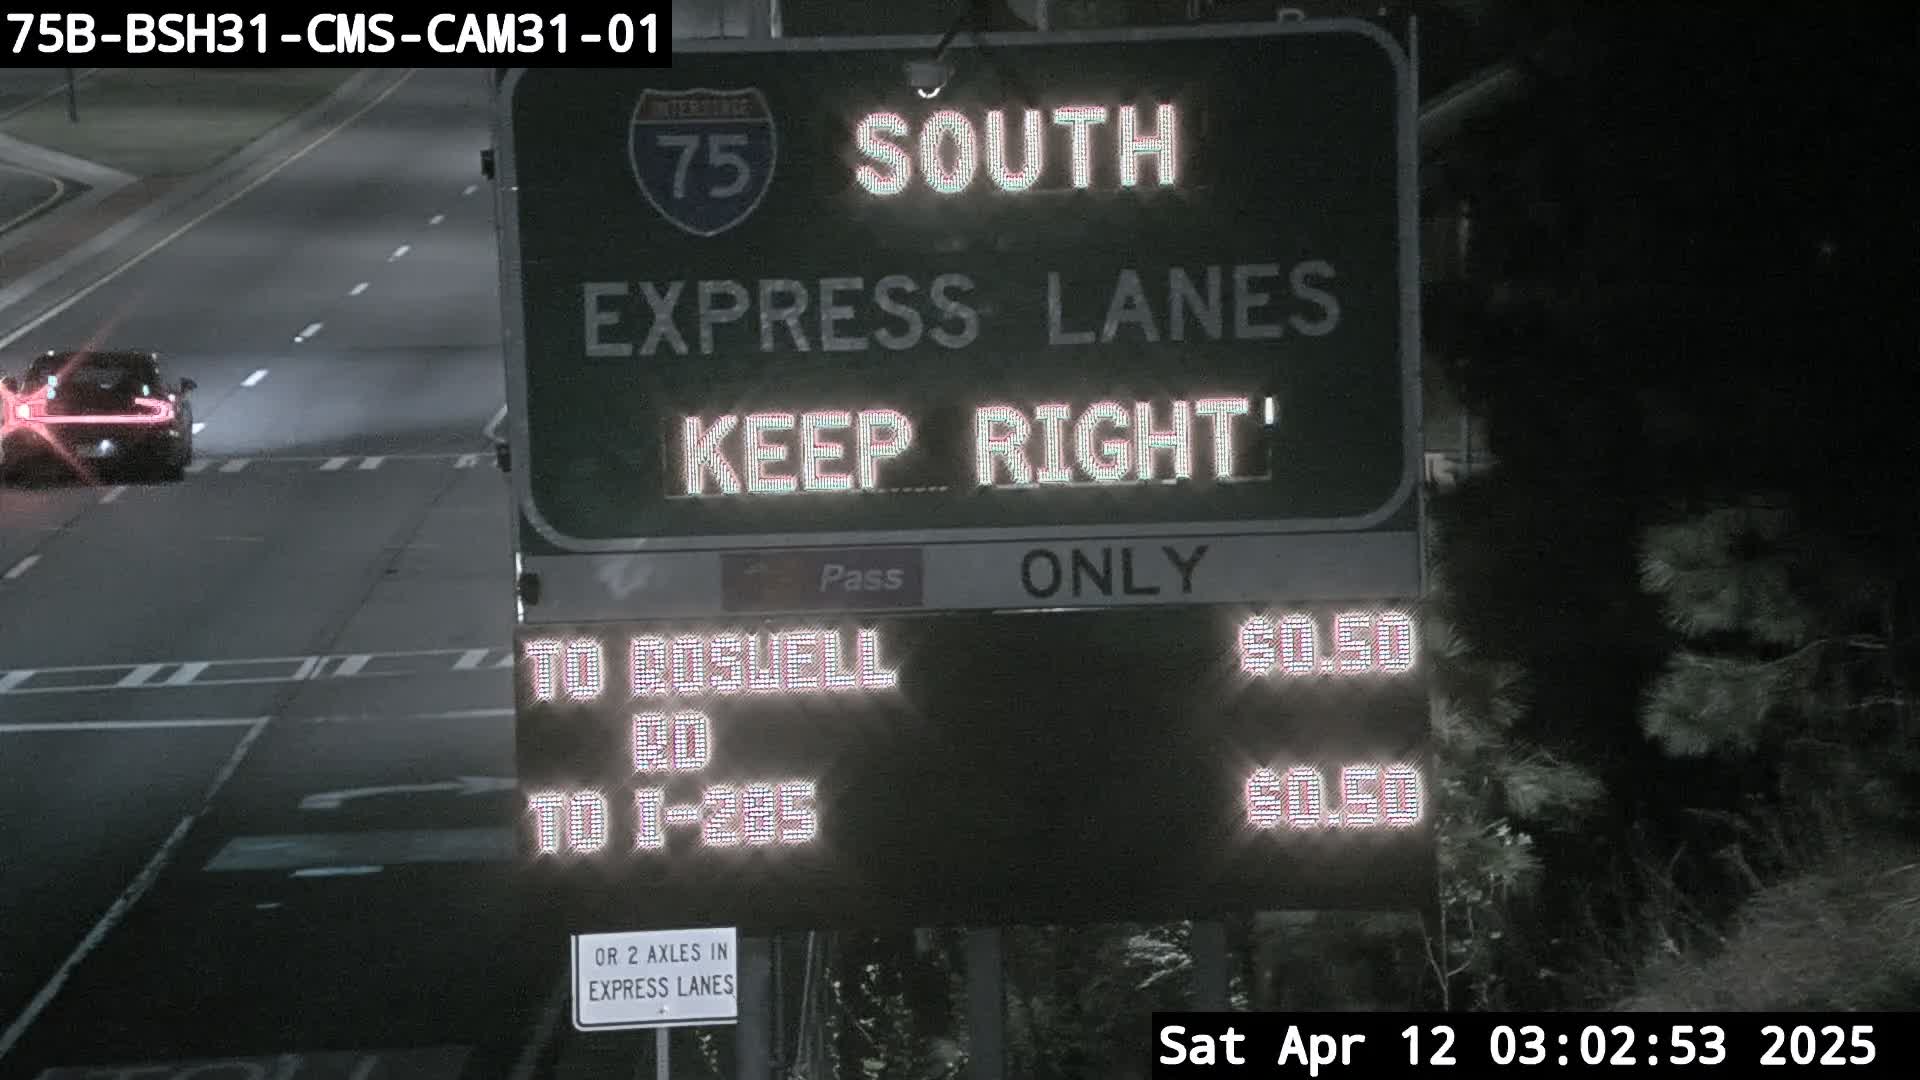 75B-BSH31-CMS-CAM31-01
INTERSTATE
75 SOUTH
EXPRESS LANES
KEEP RIGHT
Pass ONLY
TO ROSWELL $0.50
RD
TO I-285 $0.50
OR 2 AXLES IN
EXPRESS LANES
Sat Apr 12 03:02:53 2025